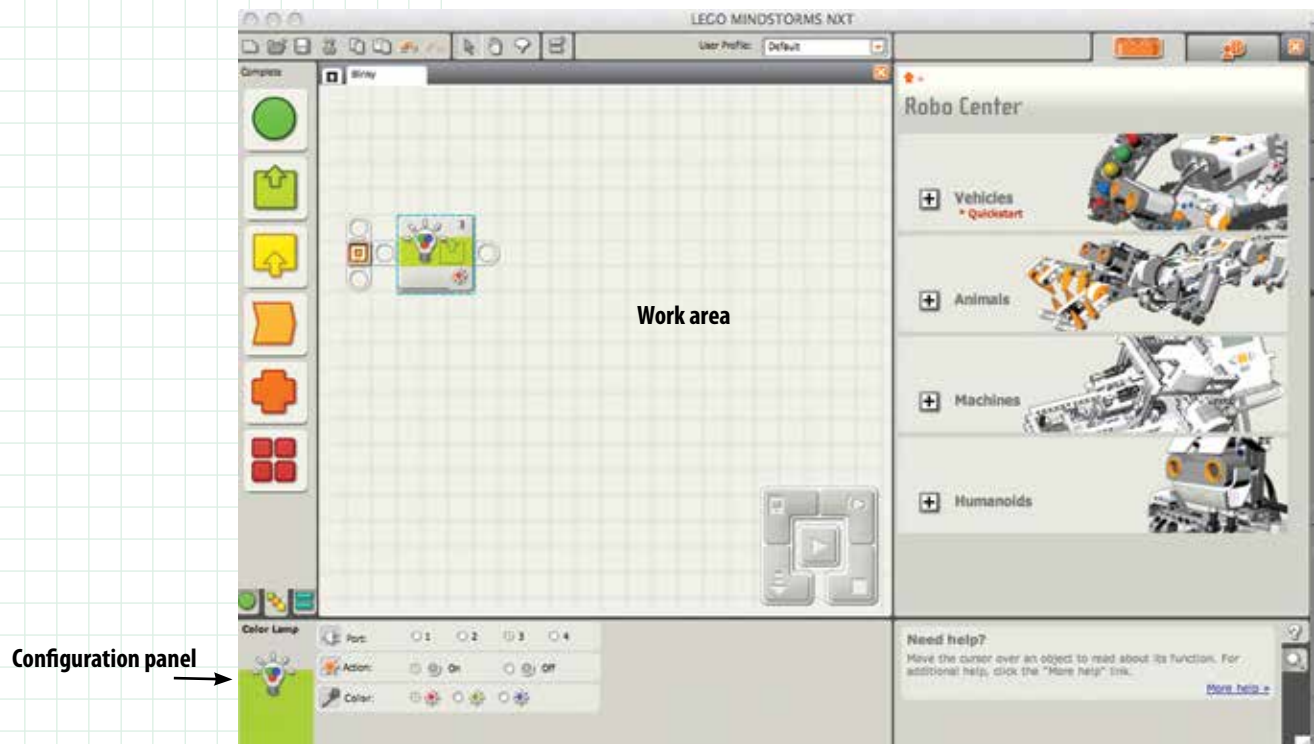 LEGO MINDSTORMS NXT
User Profile: Default
Complete
Blinky
Robo Center
Vehicles
* Quickstart
3
Animals
Work area
Machines
Humanoids
Configuration panel
Color Lamp
Port: 1 2 3 4
Action: On Off
Color:
Need help?
Move the cursor over an object to read about its function. For
additional help, click the "More help" link.
More help »